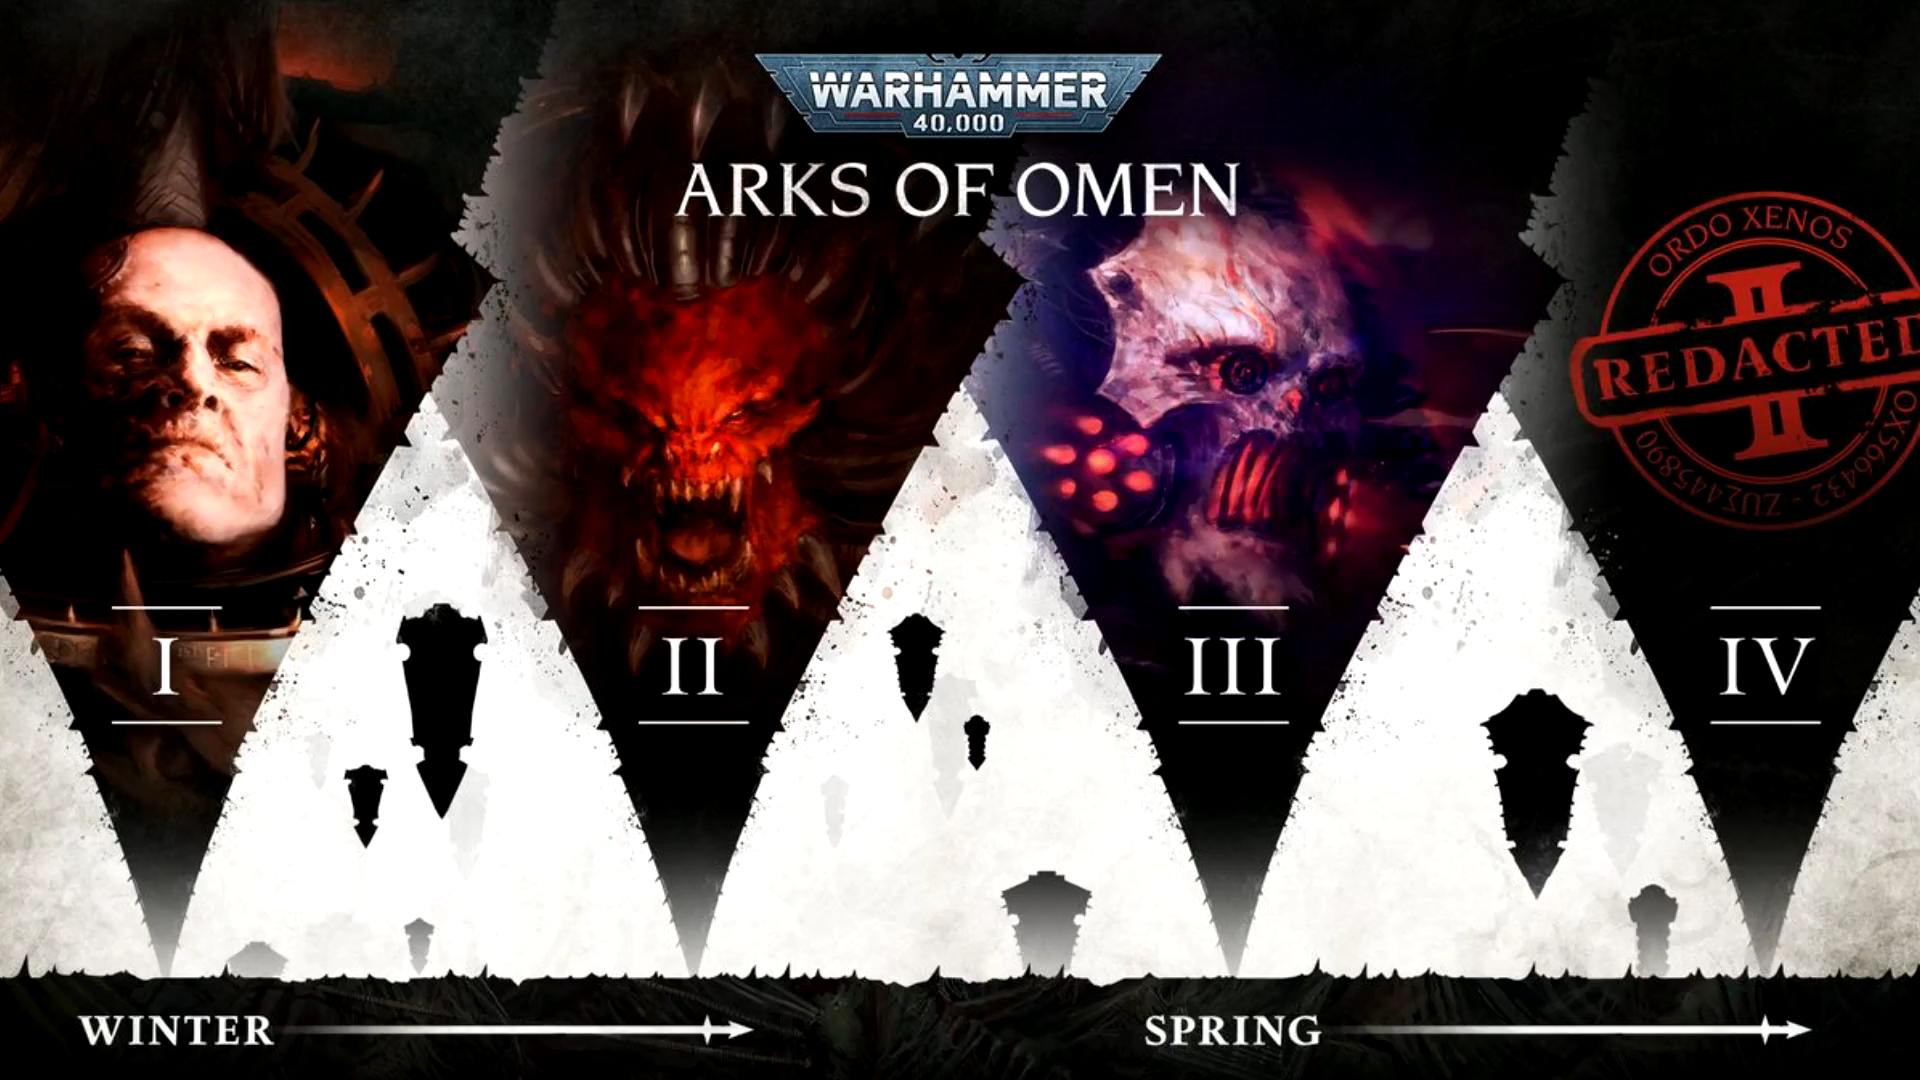 WARHAMMER
40,000
ARKS OF OMEN
ORDO XENOS
I
REDACTED
I
OX566432 - ZUZ445890
I
II
III
IV
WINTER
SPRING